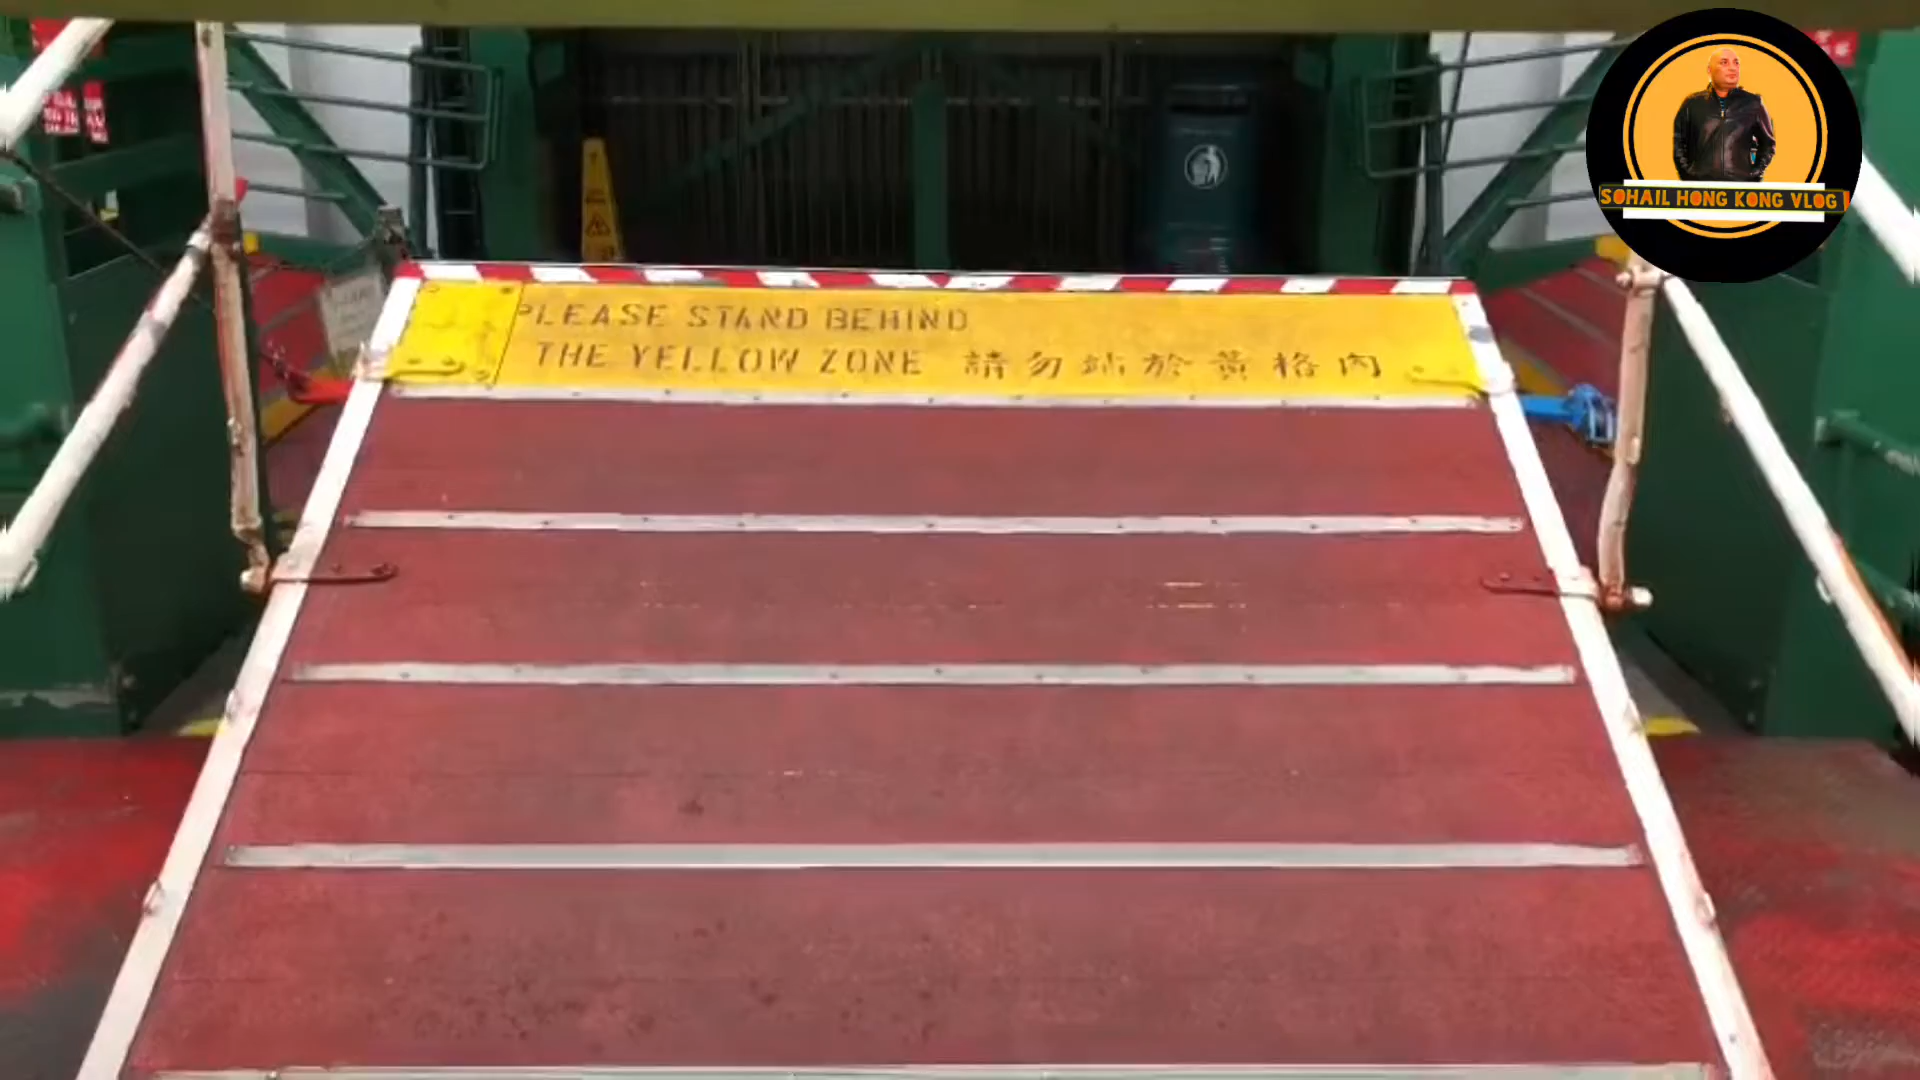 SOHAIL HONG KONG VLOG
PLEASE STAND BEHIND
THE YELLOW ZONE 請勿站於黃格內